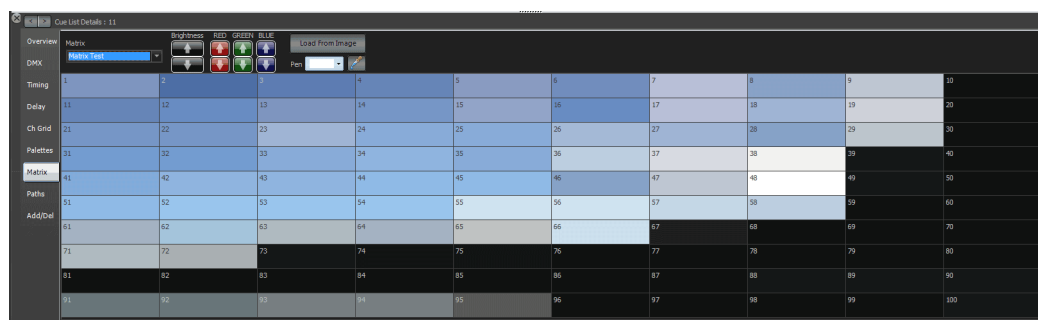 Cue List Details : 11
Overview
DMX
Timing
Delay
Ch Grid
Palettes
Matrix
Paths
Add/Del
Matrix
Matrix Test
Brightness RED GREEN BLUE
Load From Image
Pen
1 2 3 4 5 6 7 8 9 10
11 12 13 14 15 16 17 18 19 20
21 22 23 24 25 26 27 28 29 30
31 32 33 34 35 36 37 38 39 40
41 42 43 44 45 46 47 48 49 50
51 52 53 54 55 56 57 58 59 60
61 62 63 64 65 66 67 68 69 70
71 72 73 74 75 76 77 78 79 80
81 82 83 84 85 86 87 88 89 90
91 92 93 94 95 96 97 98 99 100